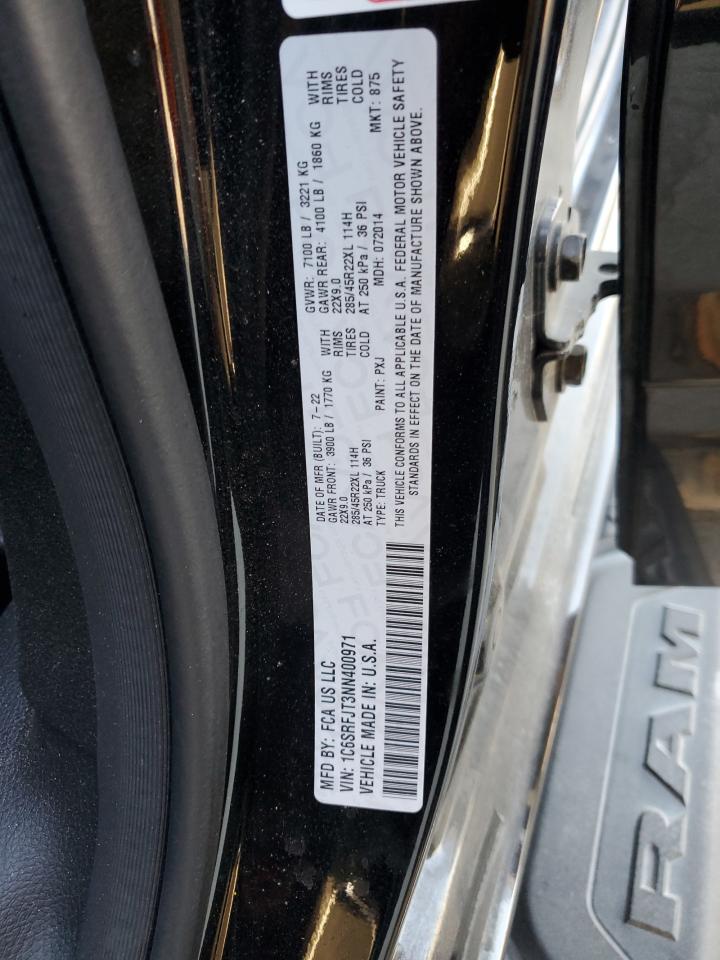 MFD BY: FCA US LLC
VIN: 1C6SRFJT3NN400971
VEHICLE MADE IN: U.S.A.
DATE OF MFR (BUILT): 7-22
GAWR FRONT: 3900 LB / 1770 KG WITH
22X9.0 RIMS
285/45R22XL 114H TIRES
AT 250 kPa / 36 PSI COLD
TYPE: TRUCK PAINT: PXJ
GVWR: 7100 LB / 3221 KG
GAWR REAR: 4100 LB / 1860 KG WITH
22X9.0 RIMS
285/45R22XL 114H TIRES
AT 250 kPa / 36 PSI COLD
MDH: 072014 MKT: 875
THIS VEHICLE CONFORMS TO ALL APPLICABLE U.S.A. FEDERAL MOTOR VEHICLE SAFETY
STANDARDS IN EFFECT ON THE DATE OF MANUFACTURE SHOWN ABOVE.
RAM